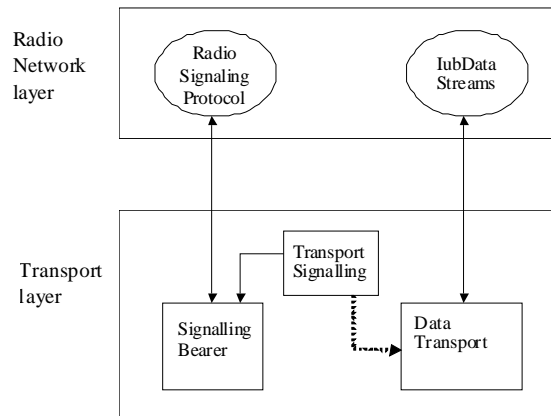 Radio
Network
layer
Radio
Signaling
Protocol
IubData
Streams
Transport
layer
Transport
Signalling
Signalling
Bearer
Data
Transport